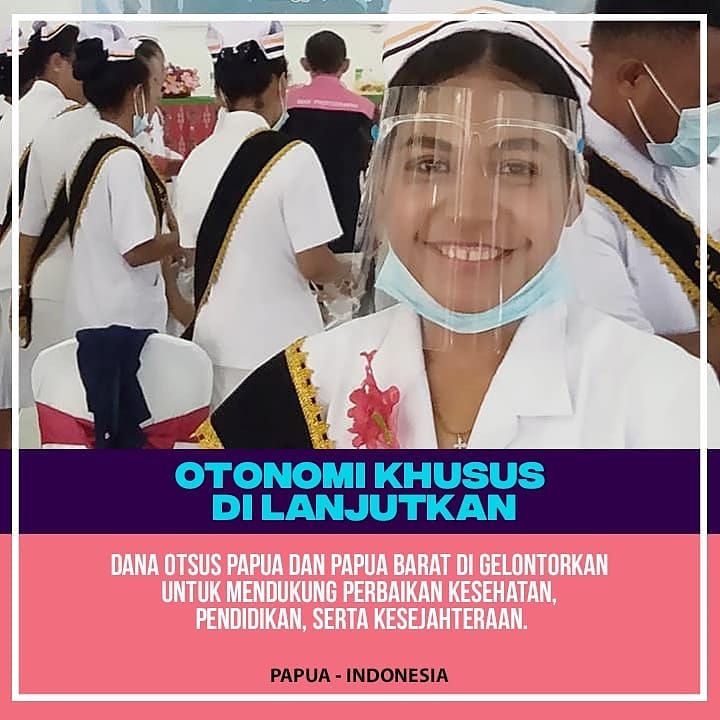 OTONOMI KHUSUS
DI LANJUTKAN
DANA OTSUS PAPUA DAN PAPUA BARAT DI GELONTORKAN
UNTUK MENDUKUNG PERBAIKAN KESEHATAN,
PENDIDIKAN, SERTA KESEJAHTERAAN.
PAPUA - INDONESIA